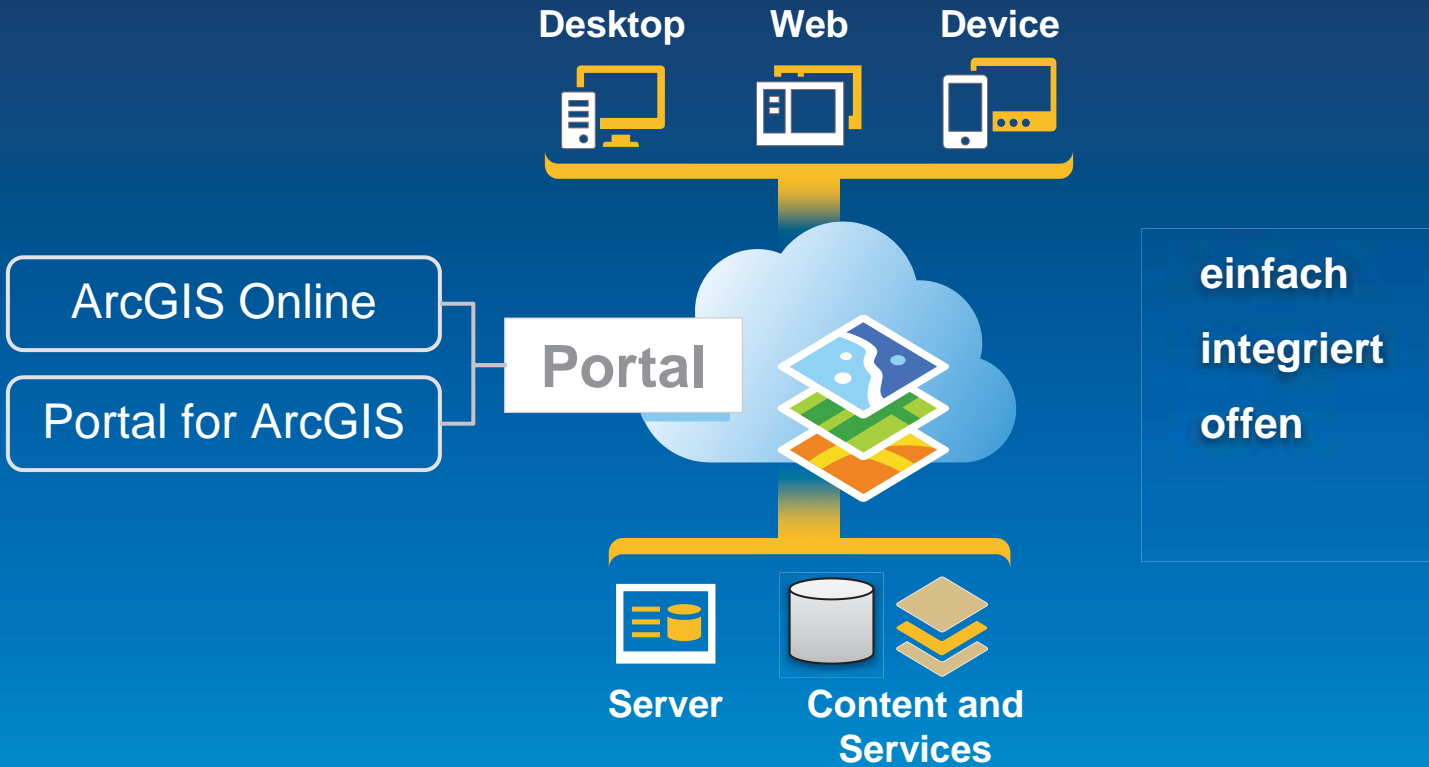 Desktop
Web
Device
ArcGIS Online
Portal for ArcGIS
Portal
einfach
integriert
offen
Server
Content and
Services